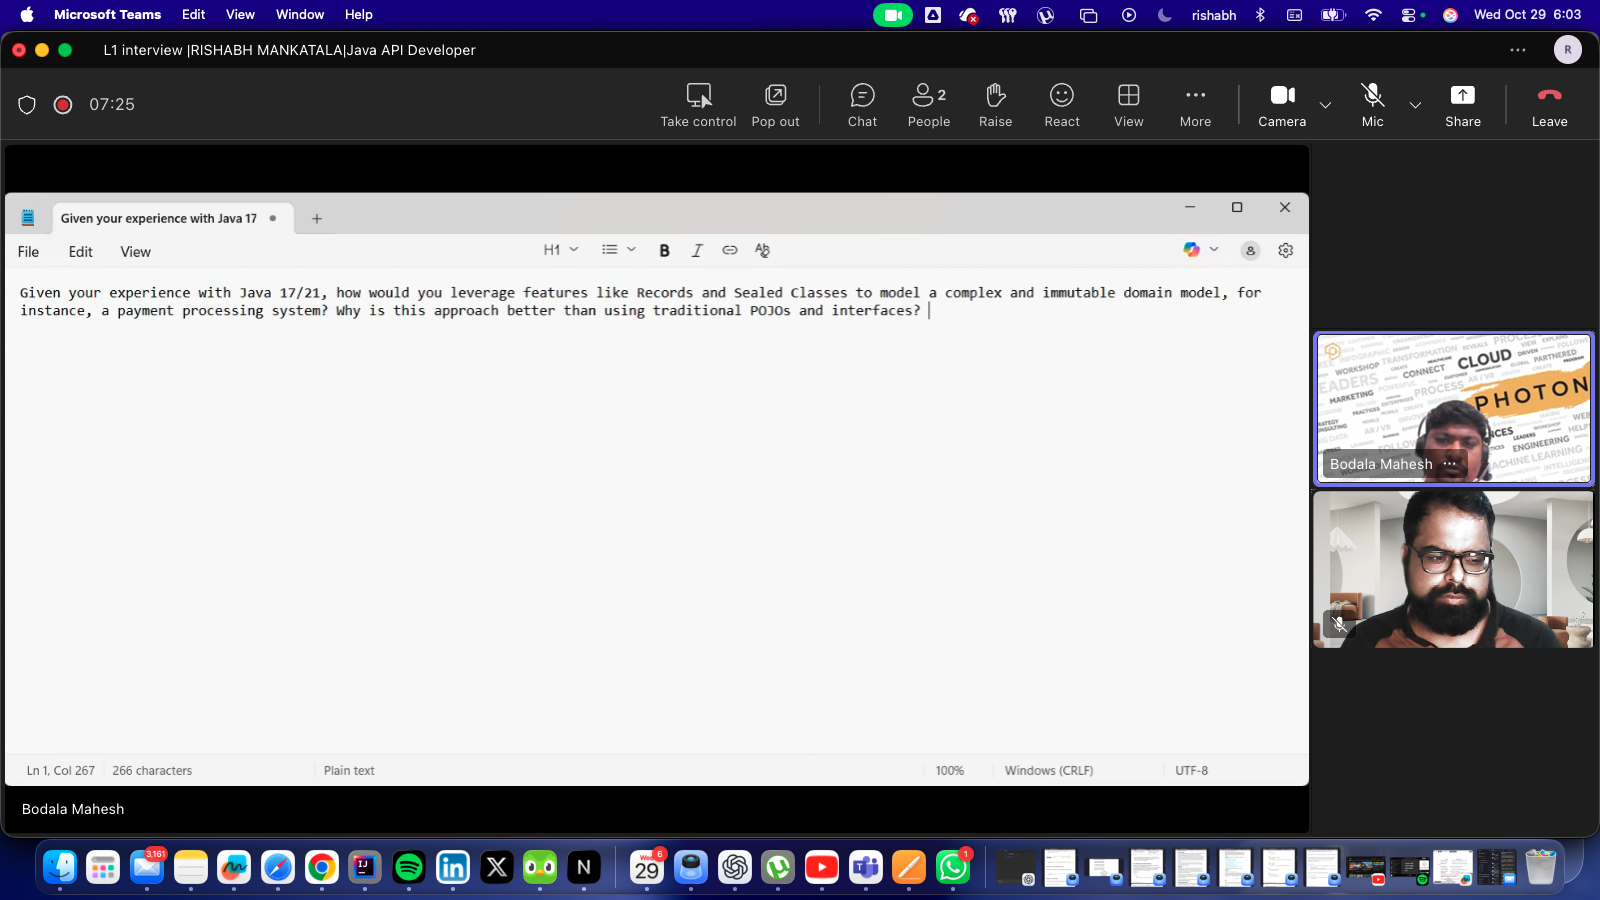 Microsoft Teams Edit View Window Help
rishabh Wed Oct 29 6:03
L1 interview |RISHABH MANKATALA|Java API Developer
R
07:25
Take control Pop out Chat People 2 Raise React View More Camera Mic Share Leave
Given your experience with Java 17
File Edit View
H1 B I
Given your experience with Java 17/21, how would you leverage features like Records and Sealed Classes to model a complex and immutable domain model, for
instance, a payment processing system? Why is this approach better than using traditional POJOs and interfaces?
WORKSHOP TRANSFORMATION
LEADERS CONNECT CLOUD PARTNERED
MARKETING PROCESS
PHOTON
ENGINEERING
MACHINE LEARNING
Bodala Mahesh
Ln 1, Col 267 266 characters Plain text 100% Windows (CRLF) UTF-8
Bodala Mahesh
3,161 IJ in X N 6 29 1